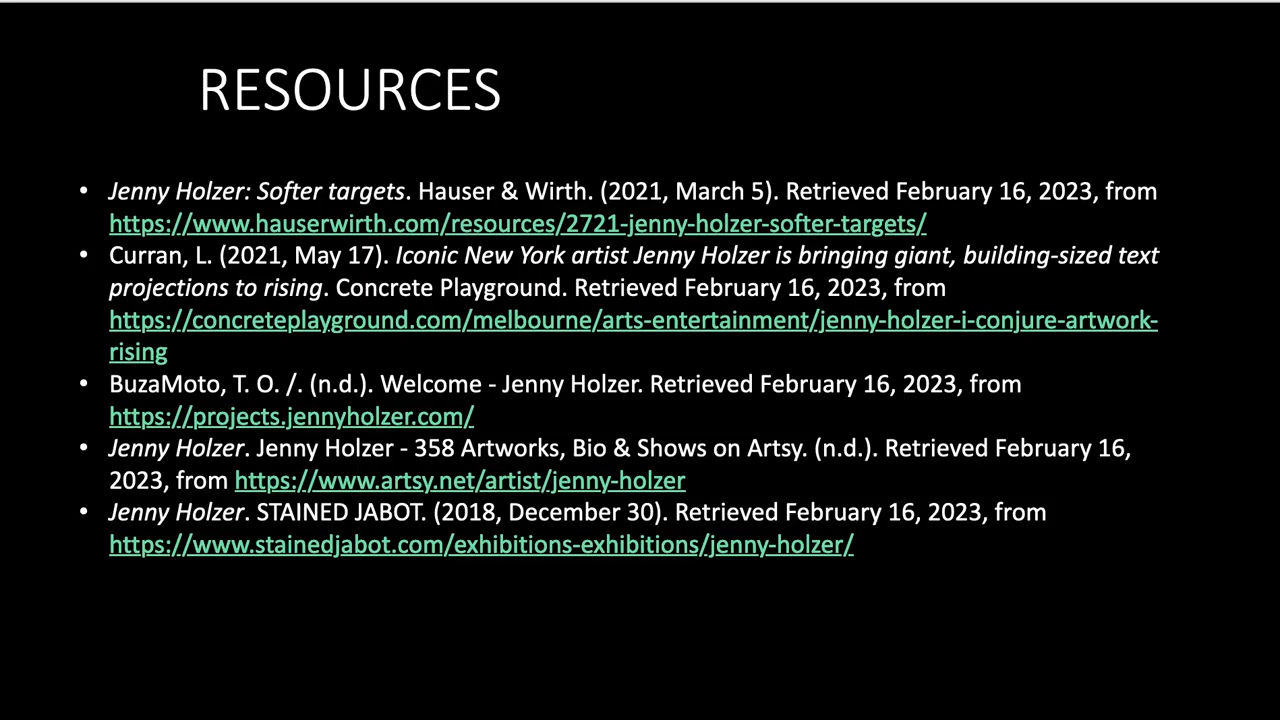 RESOURCES
• Jenny Holzer: Softer targets. Hauser & Wirth. (2021, March 5). Retrieved February 16, 2023, from
https://www.hauserwirth.com/resources/2721-jenny-holzer-softer-targets/
• Curran, L. (2021, May 17). Iconic New York artist Jenny Holzer is bringing giant, building-sized text
projections to rising. Concrete Playground. Retrieved February 16, 2023, from
https://concreteplayground.com/melbourne/arts-entertainment/jenny-holzer-i-conjure-artwork-
rising
• BuzaMoto, T. O. /. (n.d.). Welcome - Jenny Holzer. Retrieved February 16, 2023, from
https://projects.jennyholzer.com/
• Jenny Holzer. Jenny Holzer - 358 Artworks, Bio & Shows on Artsy. (n.d.). Retrieved February 16,
2023, from https://www.artsy.net/artist/jenny-holzer
• Jenny Holzer. STAINED JABOT. (2018, December 30). Retrieved February 16, 2023, from
https://www.stainedjabot.com/exhibitions-exhibitions/jenny-holzer/